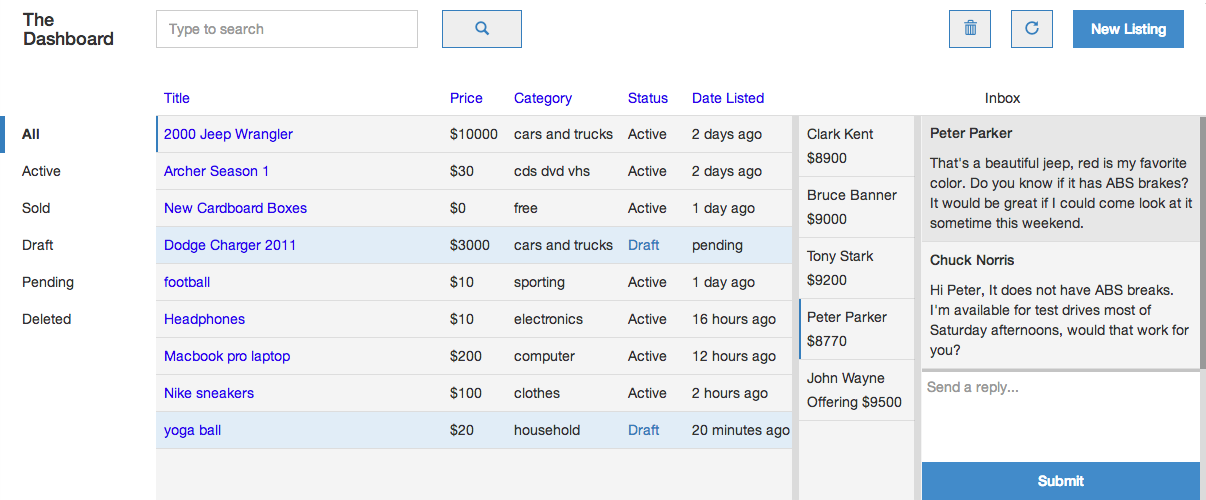 The
Dashboard
Type to search
New Listing
Title Price Category Status Date Listed
Inbox
All
Active
Sold
Draft
Pending
Deleted
2000 Jeep Wrangler $10000 cars and trucks Active 2 days ago
Archer Season 1 $30 cds dvd vhs Active 2 days ago
New Cardboard Boxes $0 free Active 1 day ago
Dodge Charger 2011 $3000 cars and trucks Draft pending
football $10 sporting Active 1 day ago
Headphones $10 electronics Active 16 hours ago
Macbook pro laptop $200 computer Active 12 hours ago
Nike sneakers $100 clothes Active 2 hours ago
yoga ball $20 household Draft 20 minutes ago
Clark Kent
$8900
Bruce Banner
$9000
Tony Stark
$9200
Peter Parker
$8770
John Wayne
Offering $9500
Peter Parker
That's a beautiful jeep, red is my favorite
color. Do you know if it has ABS brakes?
It would be great if I could come look at it
sometime this weekend.
Chuck Norris
Hi Peter, It does not have ABS breaks.
I'm available for test drives most of
Saturday afternoons, would that work for
you?
Send a reply...
Submit